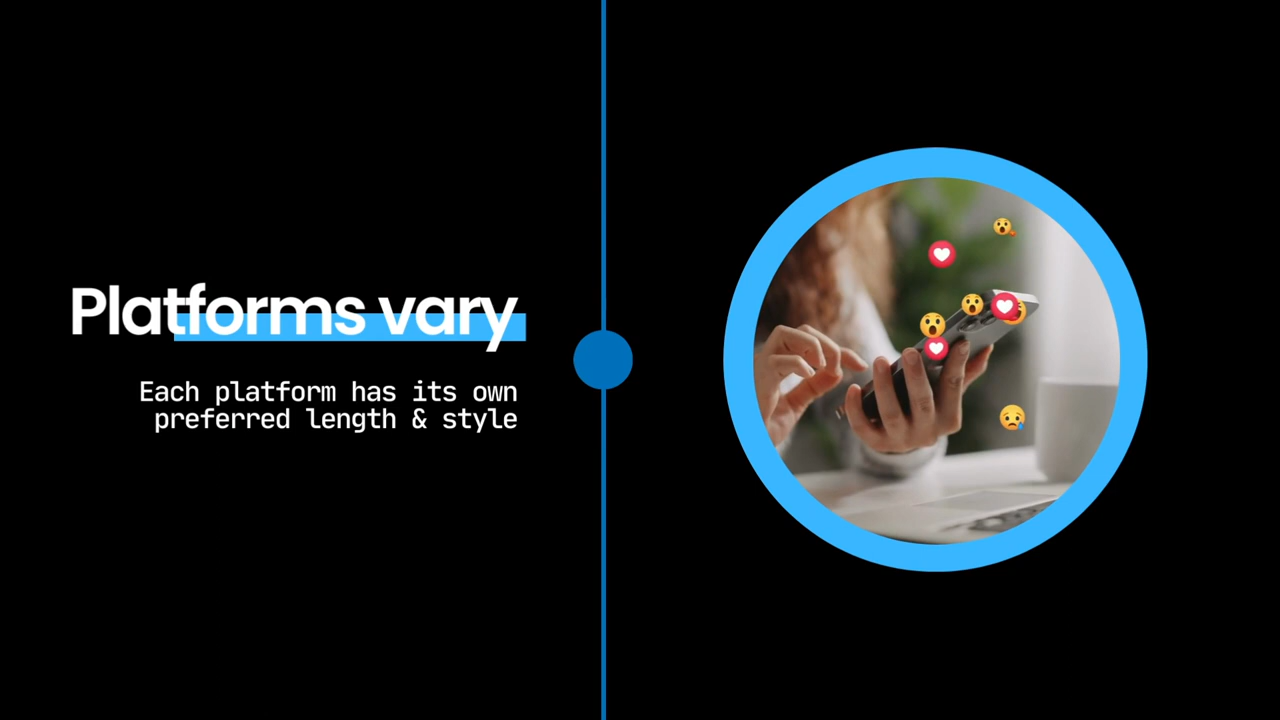 Platforms vary
Each platform has its own
preferred length & style